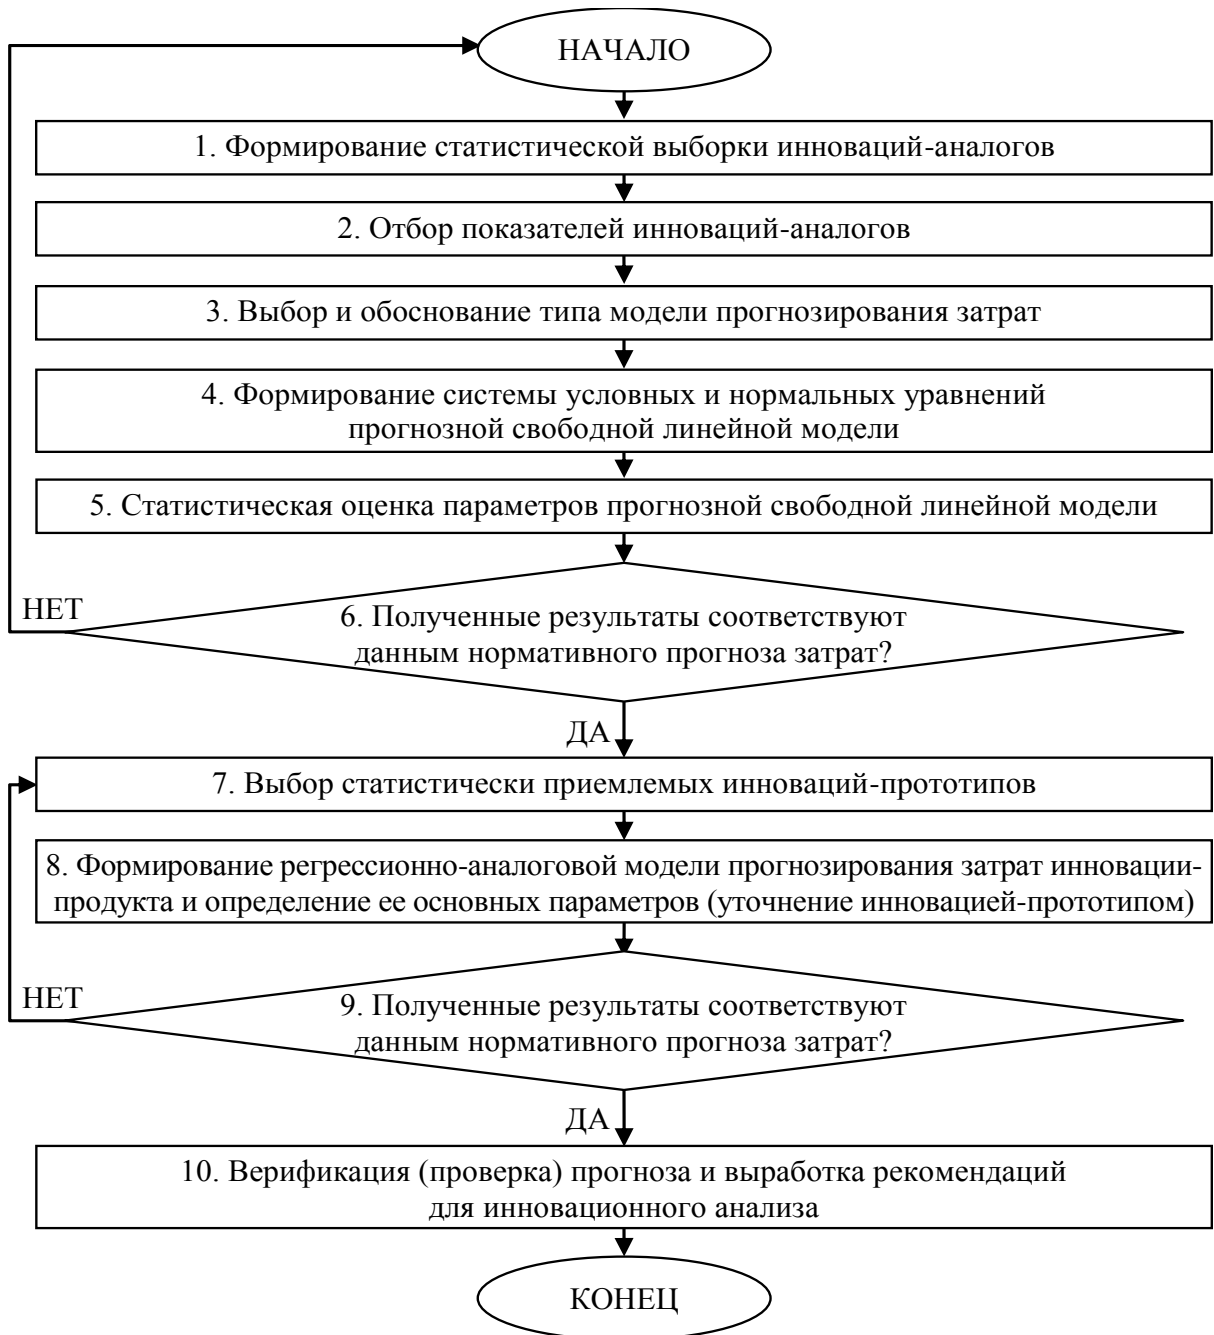 НАЧАЛО
1. Формирование статистической выборки инноваций-аналогов
2. Отбор показателей инноваций-аналогов
3. Выбор и обоснование типа модели прогнозирования затрат
4. Формирование системы условных и нормальных уравнений
прогнозной свободной линейной модели
5. Статистическая оценка параметров прогнозной свободной линейной модели
НЕТ
6. Полученные результаты соответствуют
данным нормативного прогноза затрат?
ДА
7. Выбор статистически приемлемых инноваций-прототипов
8. Формирование регрессионно-аналоговой модели прогнозирования затрат инновации-
продукта и определение ее основных параметров (уточнение инновацией-прототипом)
НЕТ
9. Полученные результаты соответствуют
данным нормативного прогноза затрат?
ДА
10. Верификация (проверка) прогноза и выработка рекомендаций
для инновационного анализа
КОНЕЦ